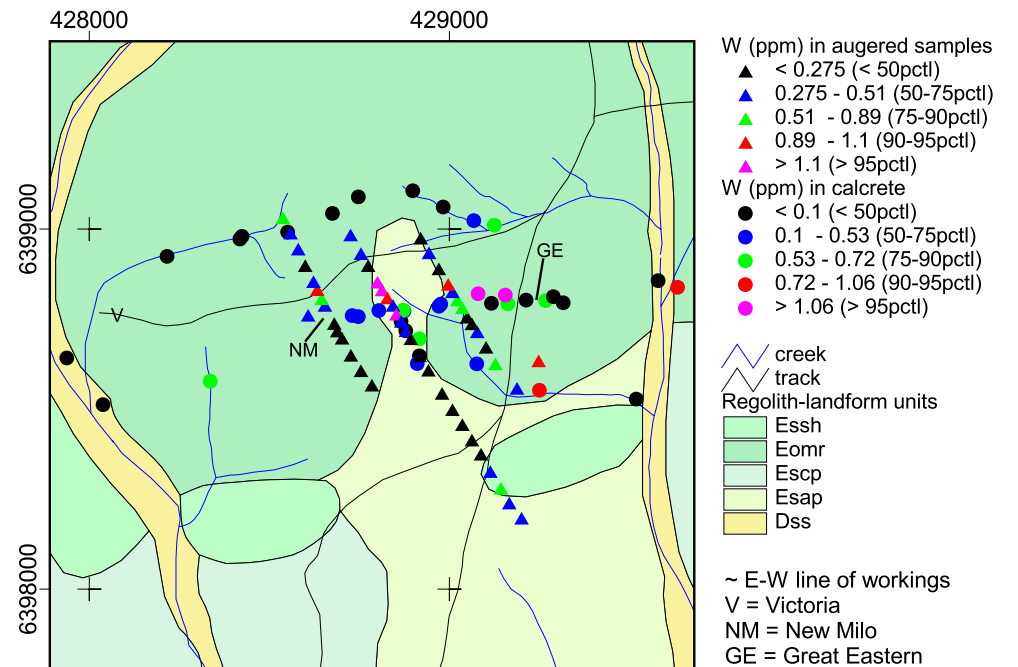 428000
429000
6399000
6398000
V
NM
GE
W (ppm) in augered samples
< 0.275 (< 50pctl)
0.275 - 0.51 (50-75pctl)
0.51 - 0.89 (75-90pctl)
0.89 - 1.1 (90-95pctl)
> 1.1 (> 95pctl)
W (ppm) in calcrete
< 0.1 (< 50pctl)
0.1 - 0.53 (50-75pctl)
0.53 - 0.72 (75-90pctl)
0.72 - 1.06 (90-95pctl)
> 1.06 (> 95pctl)
creek
track
Regolith-landform units
Essh
Eomr
Escp
Esap
Dss
~ E-W line of workings
V = Victoria
NM = New Milo
GE = Great Eastern